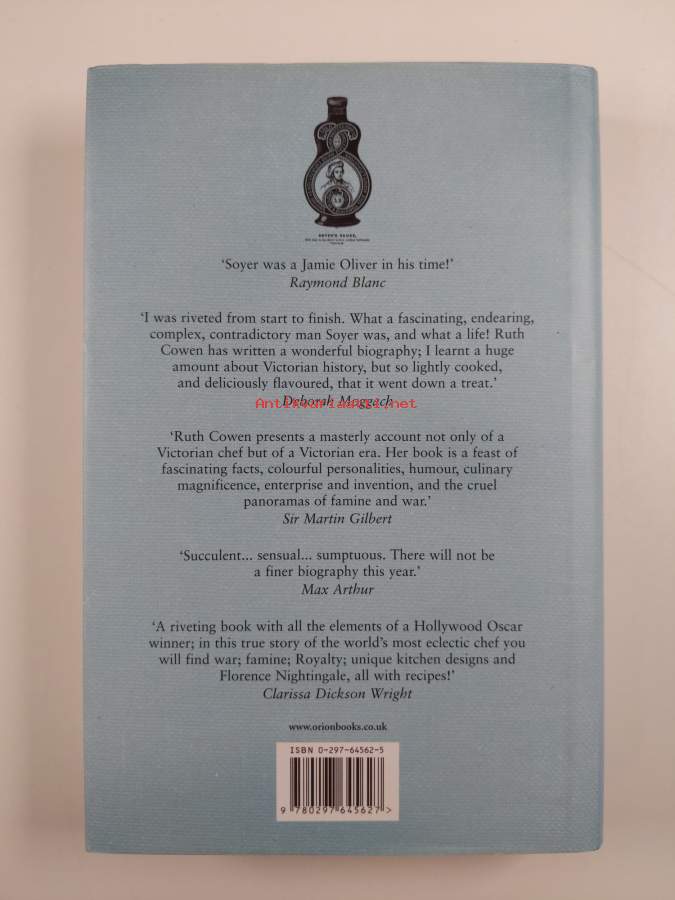 SOYER'S SAUCE,
'Soyer was a Jamie Oliver in his time!'
Raymond Blanc
'I was riveted from start to finish. What a fascinating, endearing,
complex, contradictory man Soyer was, and what a life! Ruth
Cowen has written a wonderful biography; I learnt a huge
amount about Victorian history, but so lightly cooked,
and deliciously flavoured, that it went down a treat.'
Deborah Moggach
Antikvariaatti.net
'Ruth Cowen presents a masterly account not only of a
Victorian chef but of a Victorian era. Her book is a feast of
fascinating facts, colourful personalities, humour, culinary
magnificence, enterprise and invention, and the cruel
panoramas of famine and war.'
Sir Martin Gilbert
'Succulent... sensual... sumptuous. There will not be
a finer biography this year.'
Max Arthur
'A riveting book with all the elements of a Hollywood Oscar
winner; in this true story of the world's most eclectic chef you
will find war; famine; Royalty; unique kitchen designs and
Florence Nightingale, all with recipes!'
Clarissa Dickson Wright
www.orionbooks.co.uk
ISBN 0-297-64562-5
9 780297 645627 >